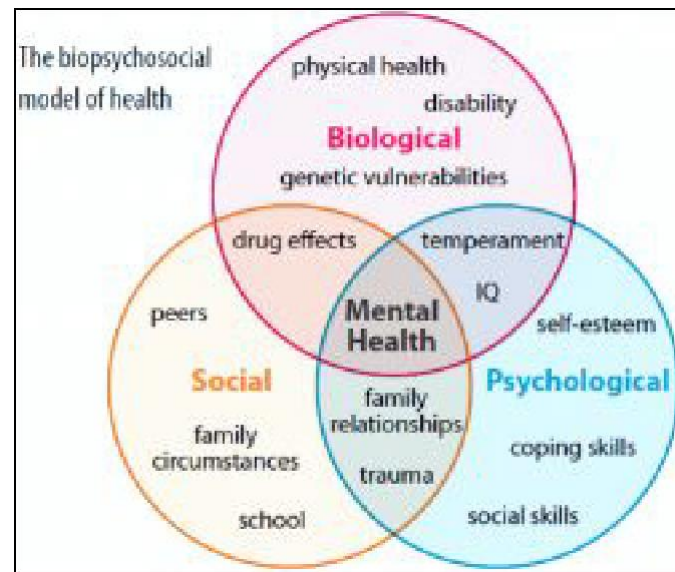 The biopsychosocial
model of health
physical health
disability
Biological
genetic vulnerabilities
drug effects
temperament
IQ
Mental
Health
peers
self-esteem
Social
Psychological
family
relationships
family
circumstances
coping skills
trauma
school
social skills